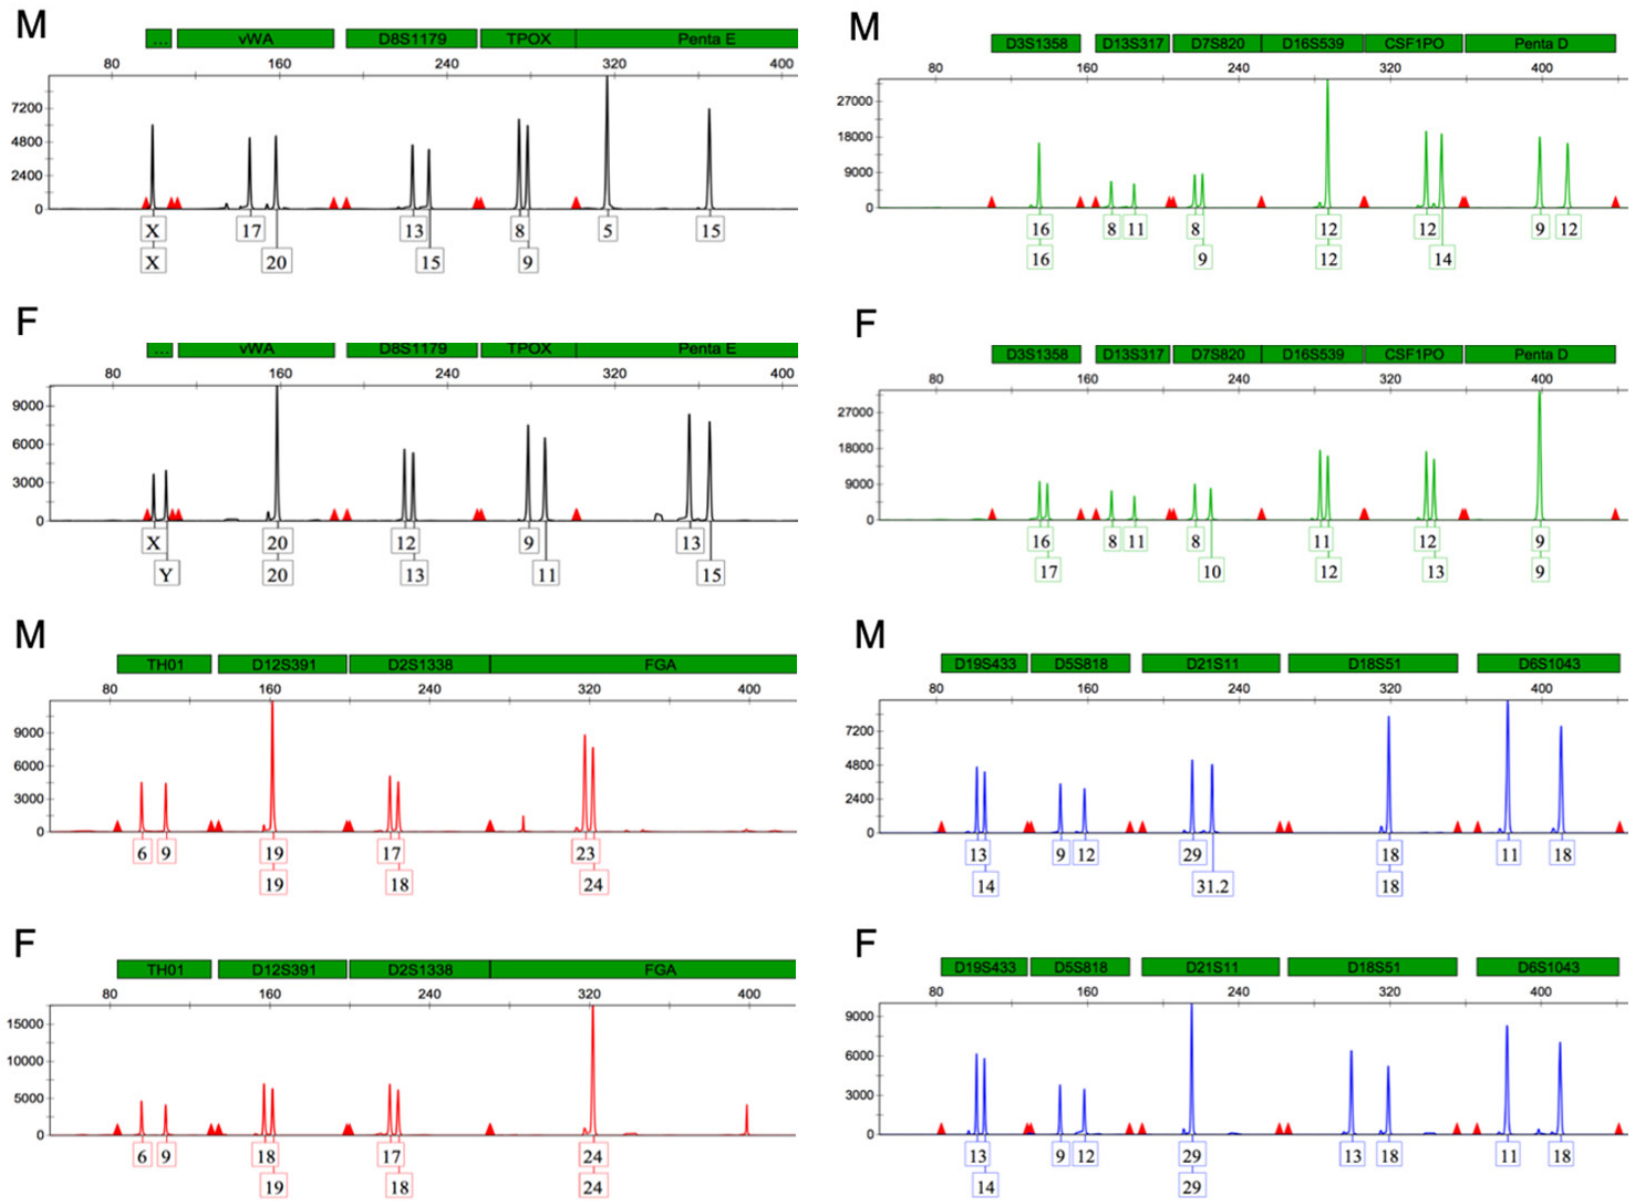 M
... vWA D8S1179 TPOX Penta E
80 160 240 320 400
7200
4800
2400
0
X 17 13 8 5 15
X 20 15 9
M
D3S1358 D13S317 D7S820 D16S539 CSF1PO Penta D
80 160 240 320 400
27000
18000
9000
0
16 8 11 8 12 12 9 12
16 9 12 14
F
... vWA D8S1179 TPOX Penta E
80 160 240 320 400
9000
6000
3000
0
X 20 12 9 13
Y 20 13 11 15
F
D3S1358 D13S317 D7S820 D16S539 CSF1PO Penta D
80 160 240 320 400
27000
18000
9000
0
16 8 11 8 11 12 9
17 10 12 13 9
M
TH01 D12S391 D2S1338 FGA
80 160 240 320 400
9000
6000
3000
0
6 9 19 17 23
19 18 24
M
D19S433 D5S818 D21S11 D18S51 D6S1043
80 160 240 320 400
7200
4800
2400
0
13 9 12 29 18 11 18
14 31.2 18
F
TH01 D12S391 D2S1338 FGA
80 160 240 320 400
15000
10000
5000
0
6 9 18 17 24
19 18 24
F
D19S433 D5S818 D21S11 D18S51 D6S1043
80 160 240 320 400
9000
6000
3000
0
13 9 12 29 13 18 11 18
14 29